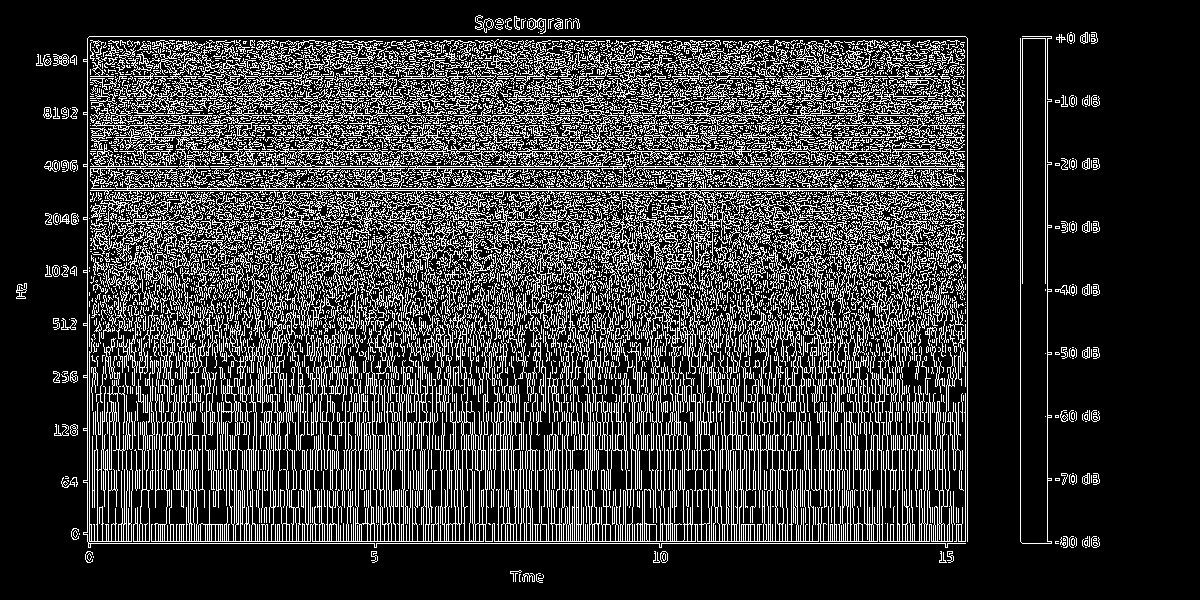 Spectrogram
16384
8192
4096
2048
1024
512
256
128
64
0
Hz
0
5
10
15
Time
+0 dB
-10 dB
-20 dB
-30 dB
-40 dB
-50 dB
-60 dB
-70 dB
-80 dB